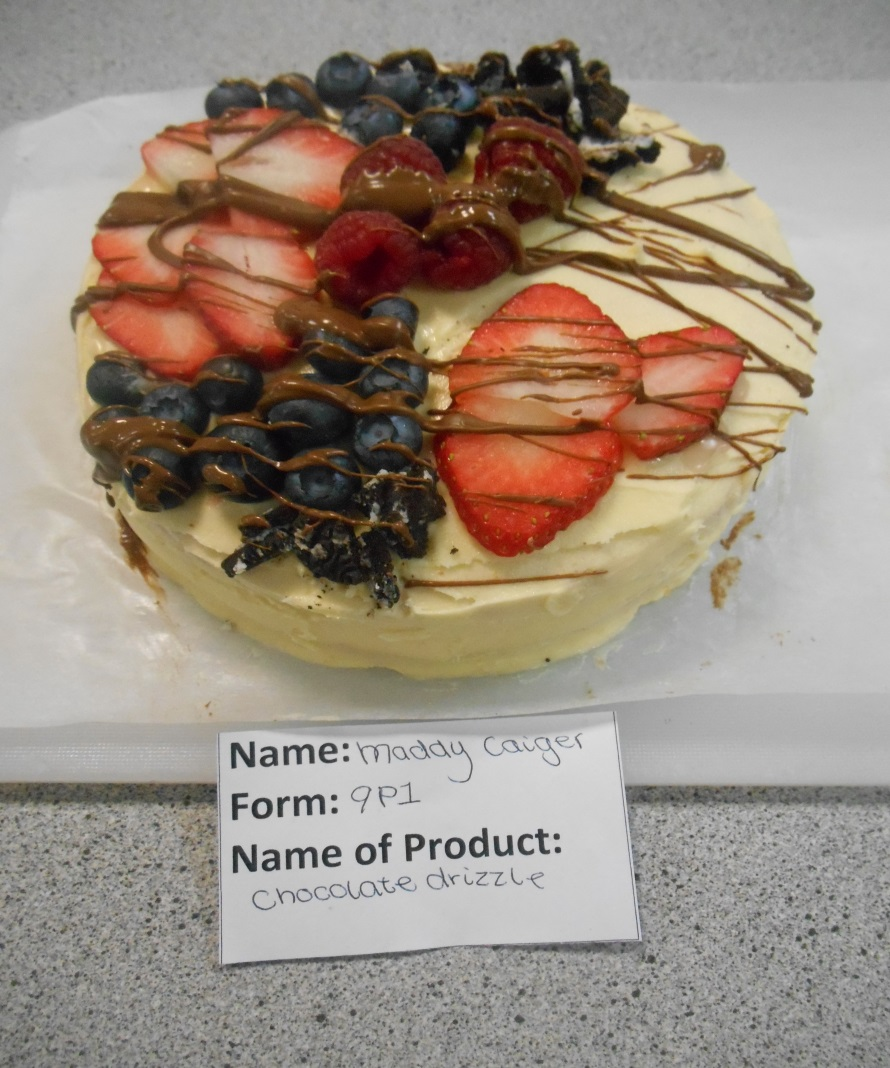 Name: Maddy Caiger
Form: 9P1
Name of Product:
Chocolate drizzle